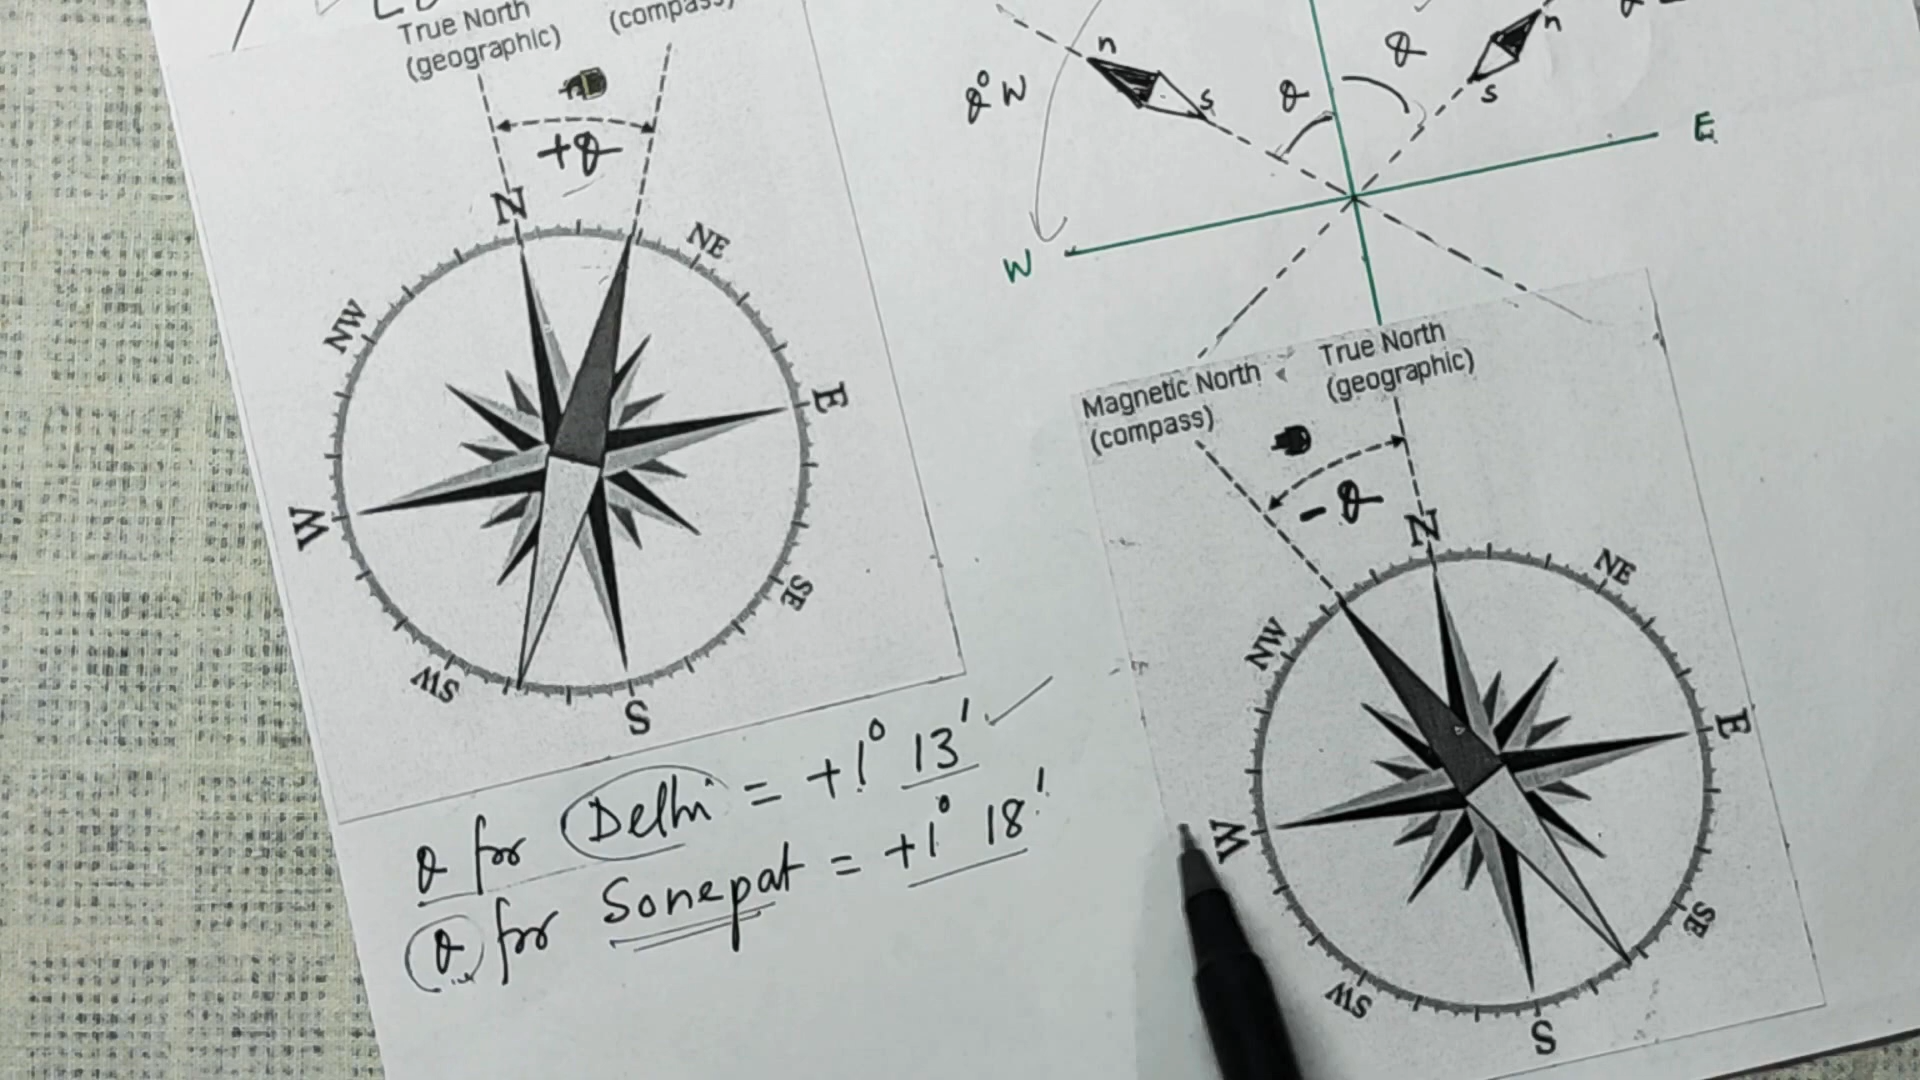 True North
(geographic)
(compass)
+θ
N
NE
E
SE
S
SW
W
NW
n
s
θ° W
θ
θ
n
s
E
W
Magnetic North
(compass)
True North
(geographic)
-θ
N
NE
E
SE
S
SW
W
NW
θ for Delhi = +1° 13'
θ for Sonepat = +1° 18'